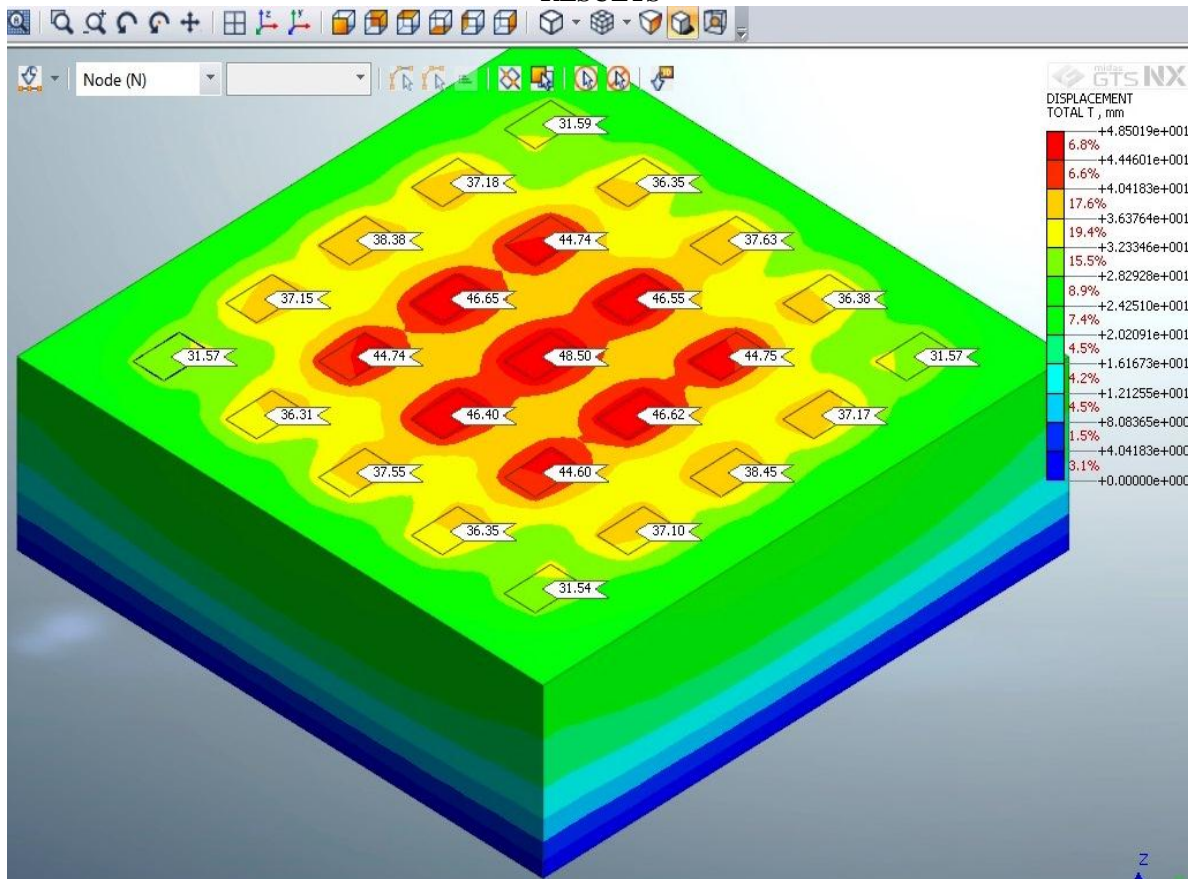 RESULTS
Node (N)
midas
GTS NX
DISPLACEMENT
TOTAL T , mm
+4.85019e+001
6.8%
+4.44601e+001
6.6%
+4.04183e+001
17.6%
+3.63764e+001
19.4%
+3.23346e+001
15.5%
+2.82928e+001
8.9%
+2.42510e+001
7.4%
+2.02091e+001
4.5%
+1.61673e+001
4.2%
+1.21255e+001
4.5%
+8.08365e+000
1.5%
+4.04183e+000
3.1%
+0.00000e+000
31.59
37.18
36.35
38.38
44.74
37.63
37.15
46.65
46.55
36.38
31.57
44.74
48.50
44.75
31.57
36.31
46.40
46.62
37.17
37.55
44.60
38.45
36.35
37.10
31.54
Z